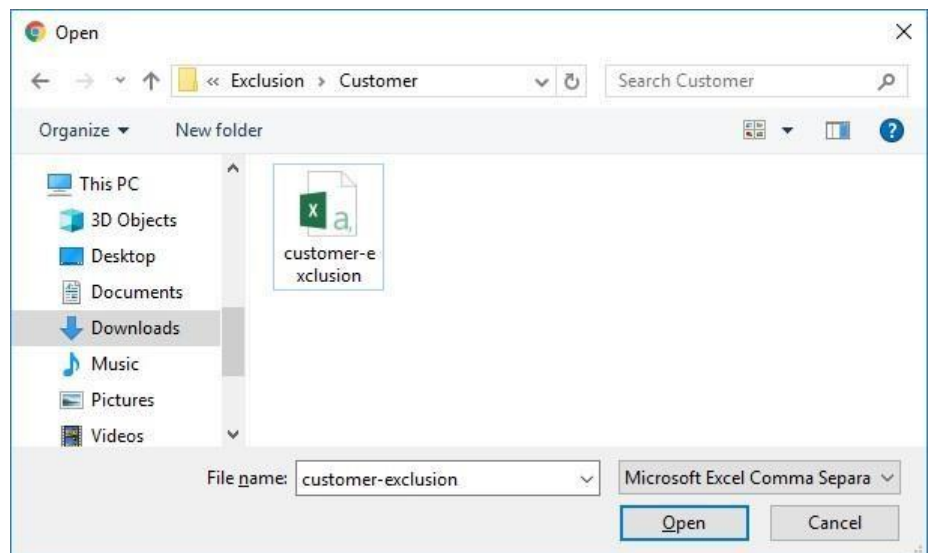 Open
« Exclusion > Customer
Search Customer
Organize
New folder
This PC
3D Objects
Desktop
Documents
Downloads
Music
Pictures
Videos
X
a,
customer-e
xclusion
File name: customer-exclusion
Microsoft Excel Comma Separa
Open
Cancel